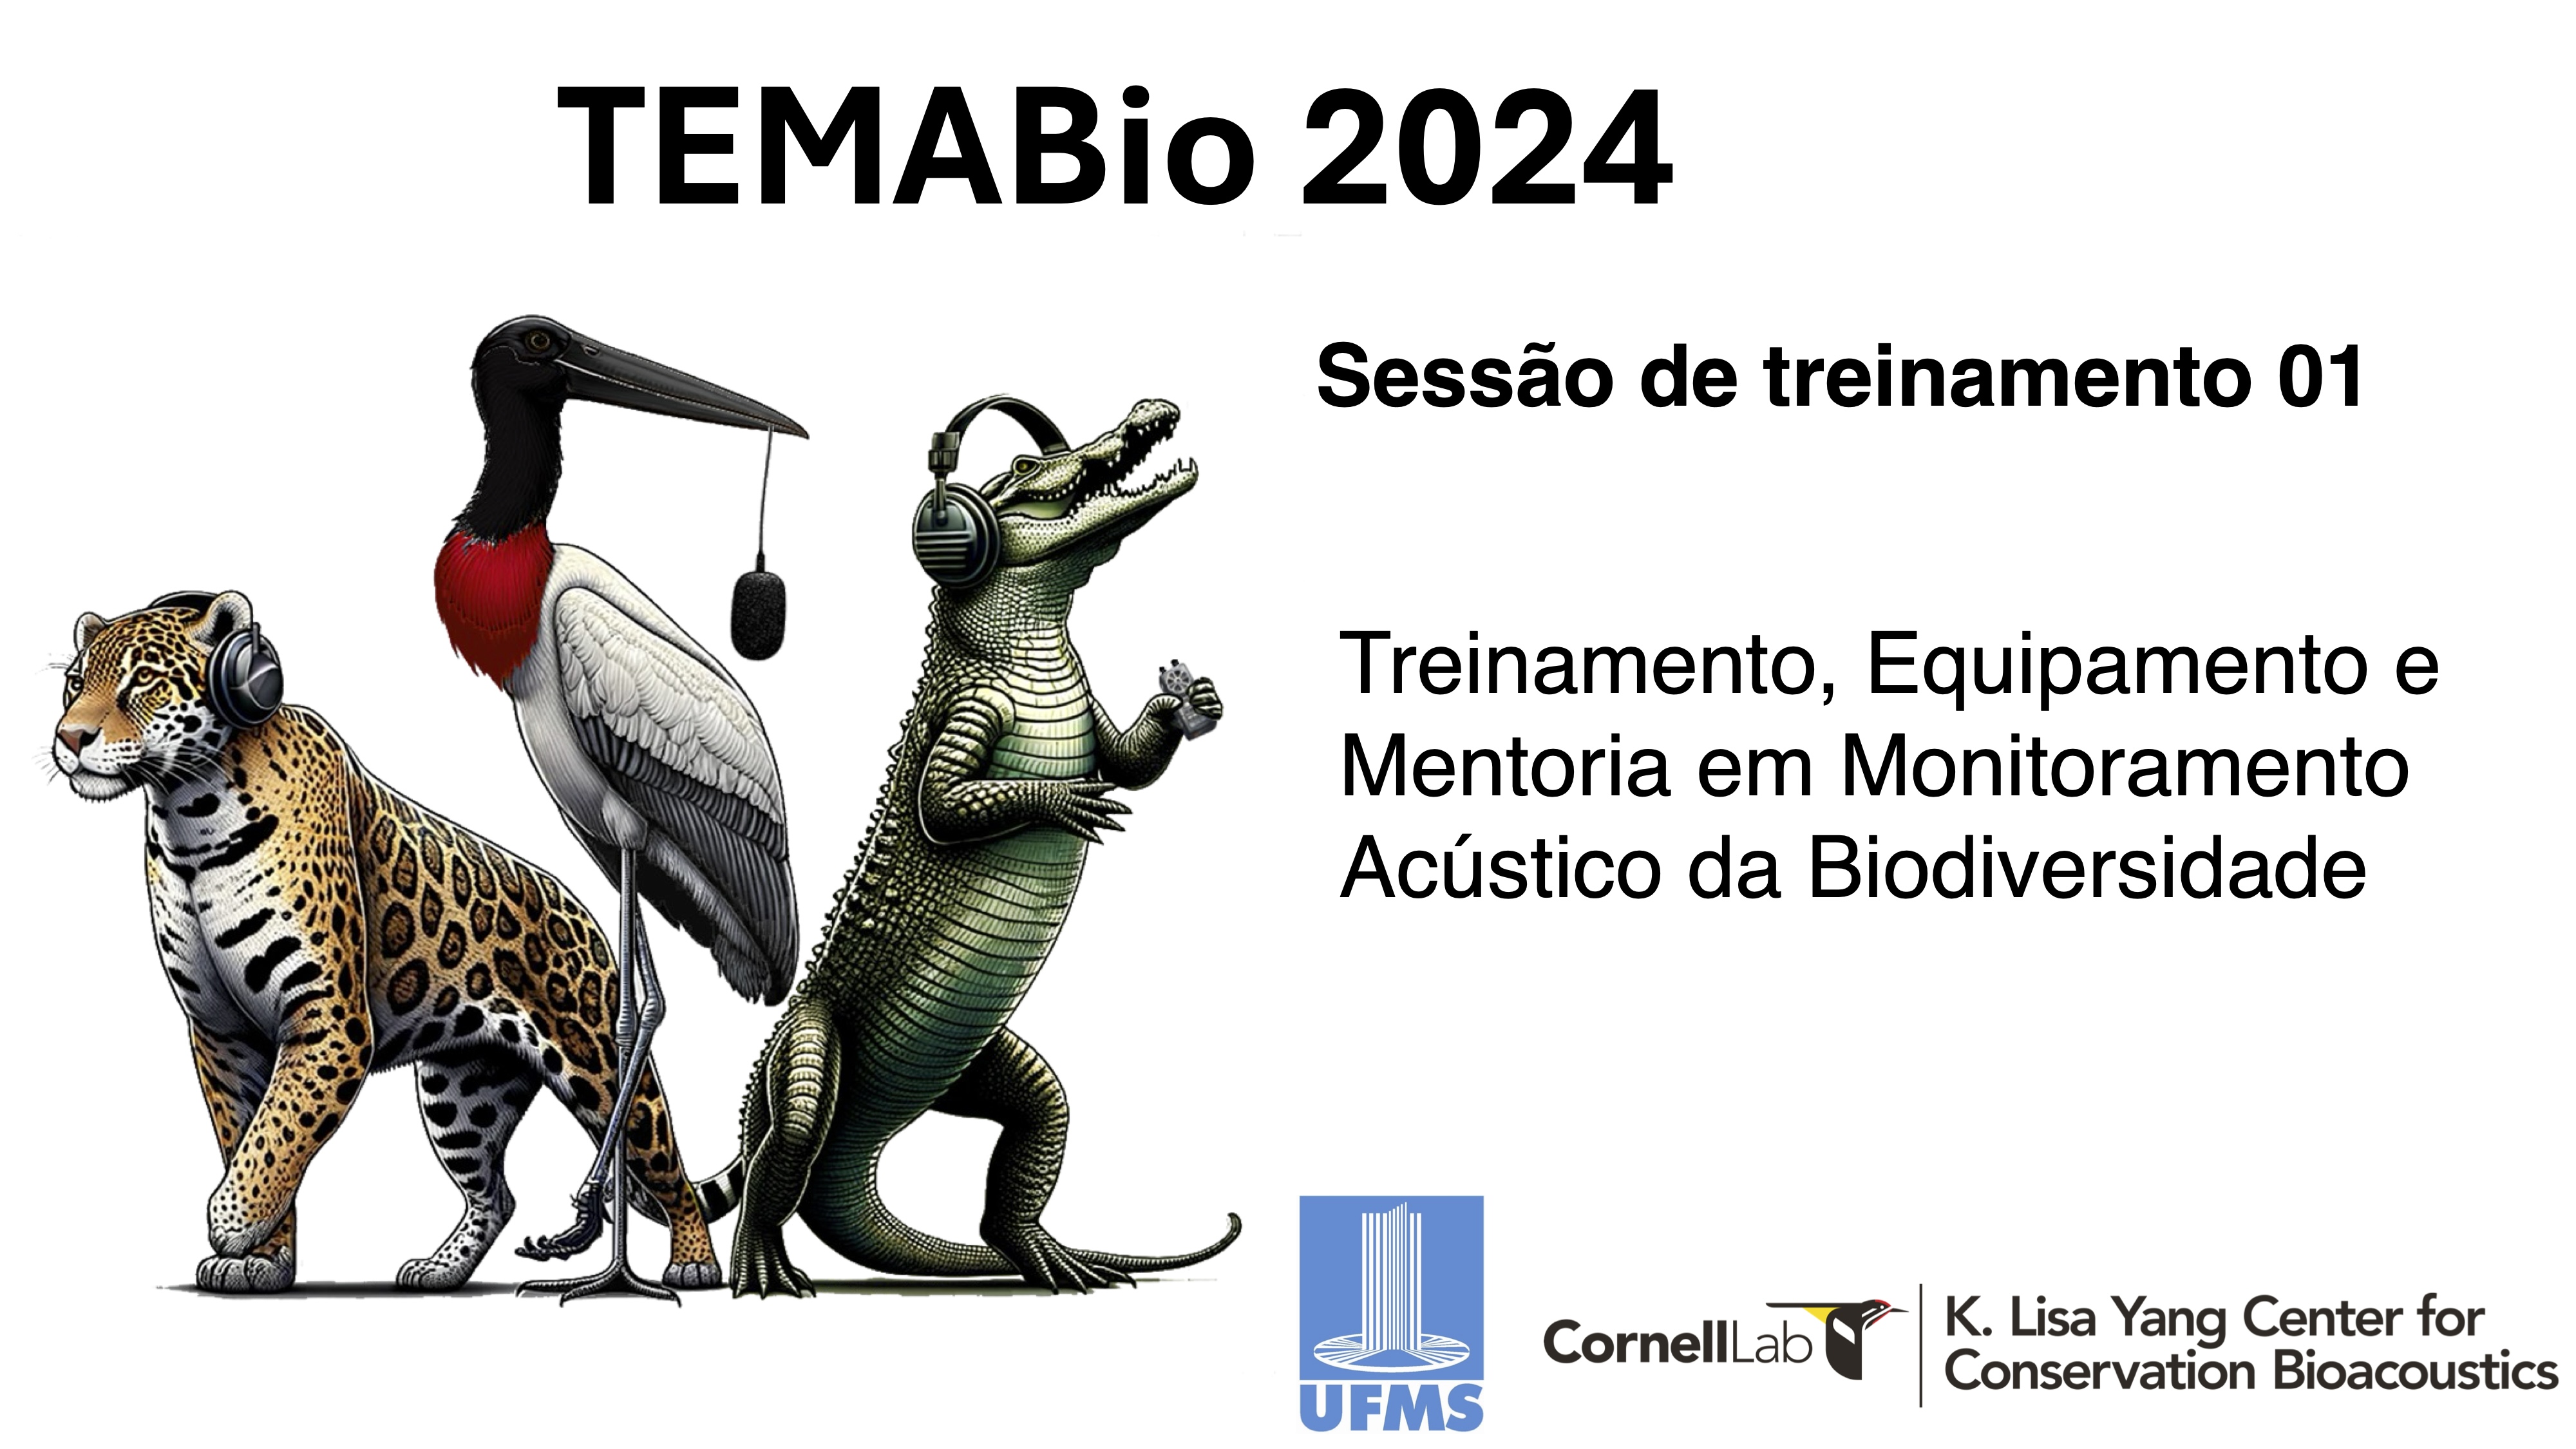 TEMABio 2024
Sessão de treinamento 01
Treinamento, Equipamento e
Mentoria em Monitoramento
Acústico da Biodiversidade
UFMS
CornellLab
K. Lisa Yang Center for
Conservation Bioacoustics